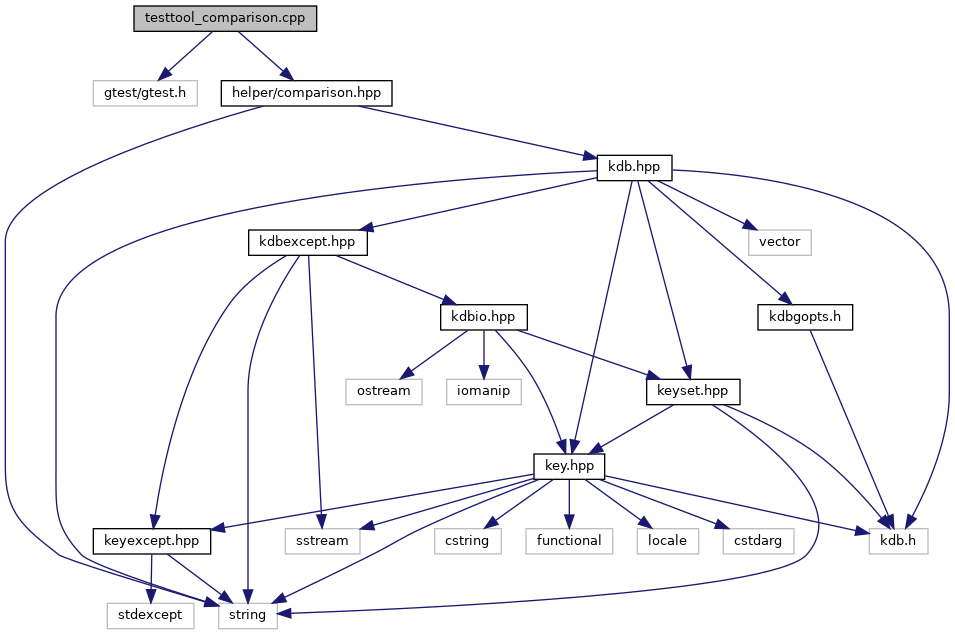 testtool_comparison.cpp
gtest/gtest.h
helper/comparison.hpp
kdb.hpp
kdbexcept.hpp
vector
kdbio.hpp
kdbgopts.h
ostream
iomanip
keyset.hpp
key.hpp
keyexcept.hpp
sstream
cstring
functional
locale
cstdarg
kdb.h
stdexcept
string